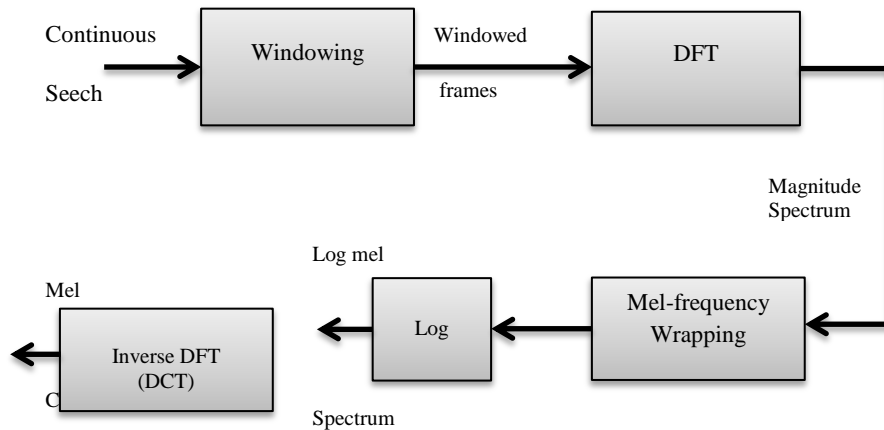 Continuous
Seech
Windowing
Windowed
frames
DFT
Magnitude
Spectrum
Mel-frequency
Wrapping
Log
Log mel
Spectrum
Inverse DFT
(DCT)
Mel
C